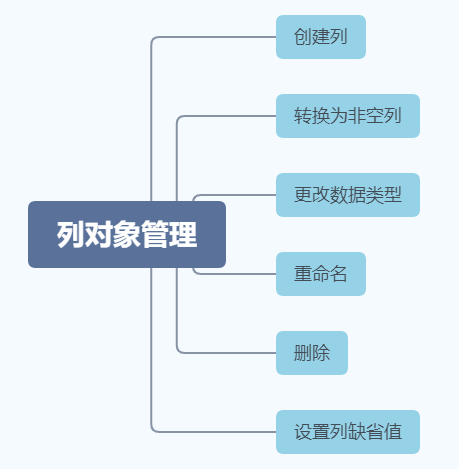 列对象管理
创建列
转换为非空列
更改数据类型
重命名
删除
设置列缺省值